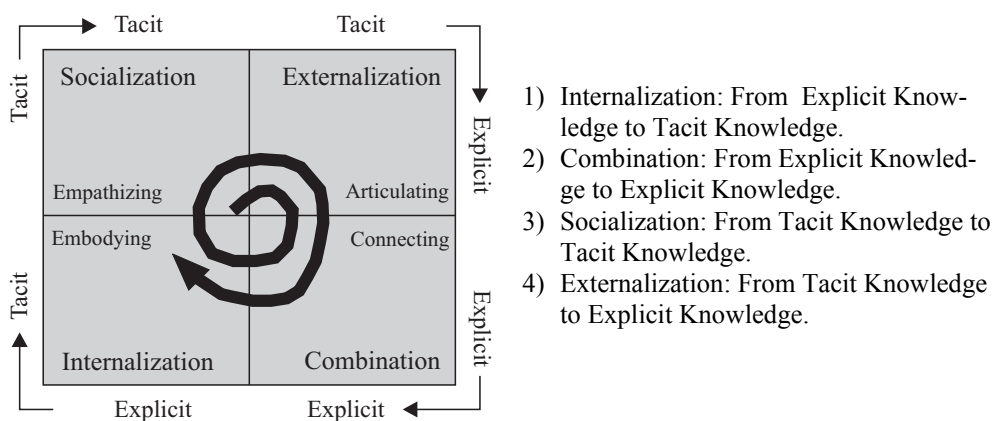 Tacit Tacit
Tacit
Socialization Externalization
Explicit
Empathizing Articulating
Embodying Connecting
Tacit
Explicit
Internalization Combination
Explicit Explicit
1) Internalization: From Explicit Know-
ledge to Tacit Knowledge.
2) Combination: From Explicit Knowled-
ge to Explicit Knowledge.
3) Socialization: From Tacit Knowledge to
Tacit Knowledge.
4) Externalization: From Tacit Knowledge
to Explicit Knowledge.